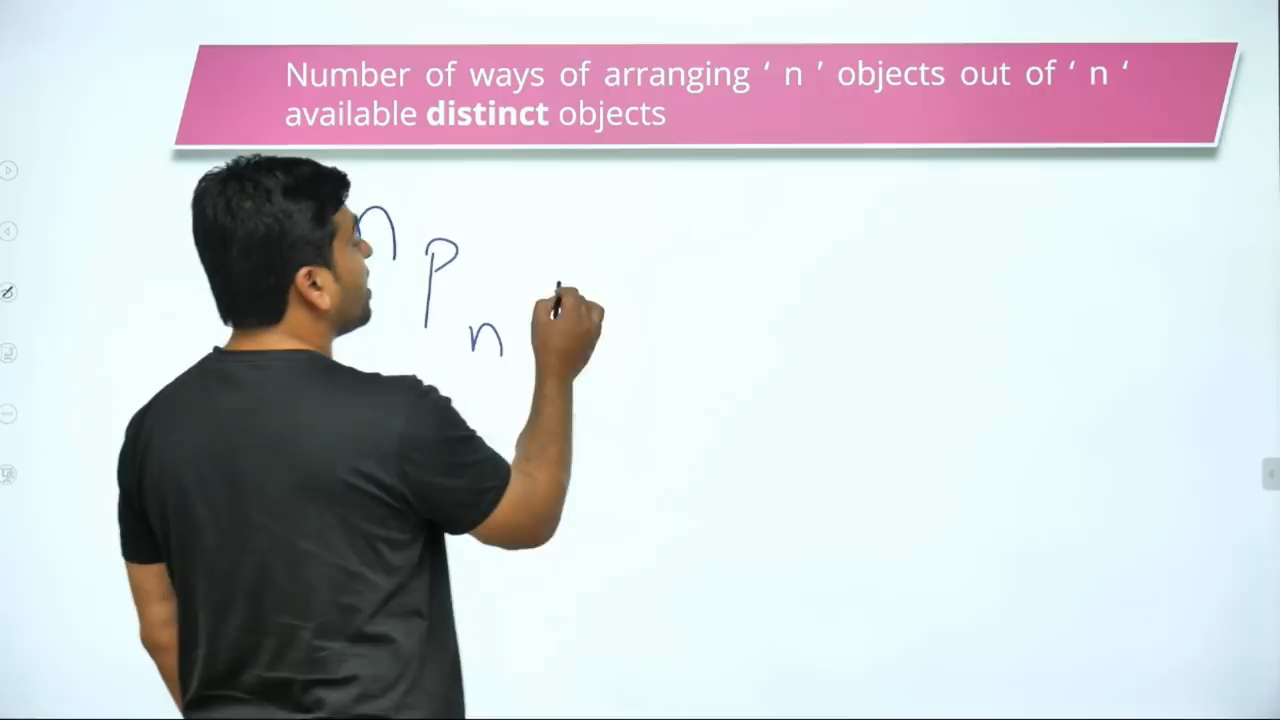 Number of ways of arranging ‘ n ’ objects out of ‘ n ‘
available distinct objects
n P n